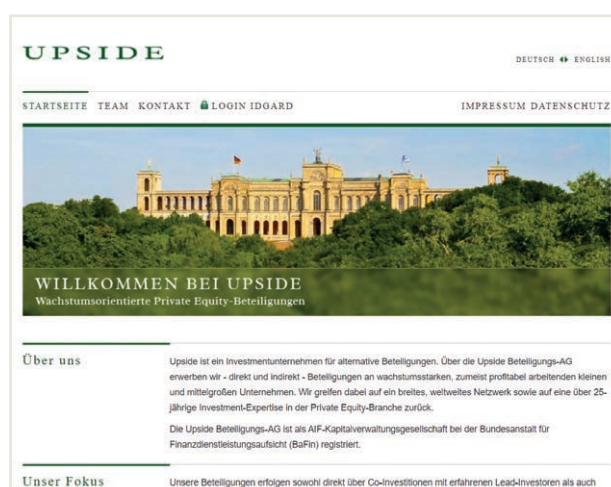 UPSIDE
DEUTSCH ENGLISH
STARTSEITE TEAM KONTAKT LOGIN IDGARD IMPRESSUM DATENSCHUTZ
WILLKOMMEN BEI UPSIDE
Wachstumsorientierte Private Equity-Beteiligungen
Über uns
Upside ist ein Investmentunternehmen für alternative Beteiligungen. Über die Upside Beteiligungs-AG
erwerben wir - direkt und indirekt - Beteiligungen an wachstumsstarken, zumeist profitabel arbeitenden kleinen
und mittelgroßen Unternehmen. Wir greifen dabei auf ein breites, weltweites Netzwerk sowie auf eine über 25-
jährige Investment-Expertise in der Private Equity-Branche zurück.
Die Upside Beteiligungs-AG ist als AIF-Kapitalverwaltungsgesellschaft bei der Bundesanstalt für
Finanzdienstleistungsaufsicht (BaFin) registriert.
Unser Fokus
Unsere Beteiligungen erfolgen sowohl direkt über Co-Investitionen mit erfahrenen Lead-Investoren als auch